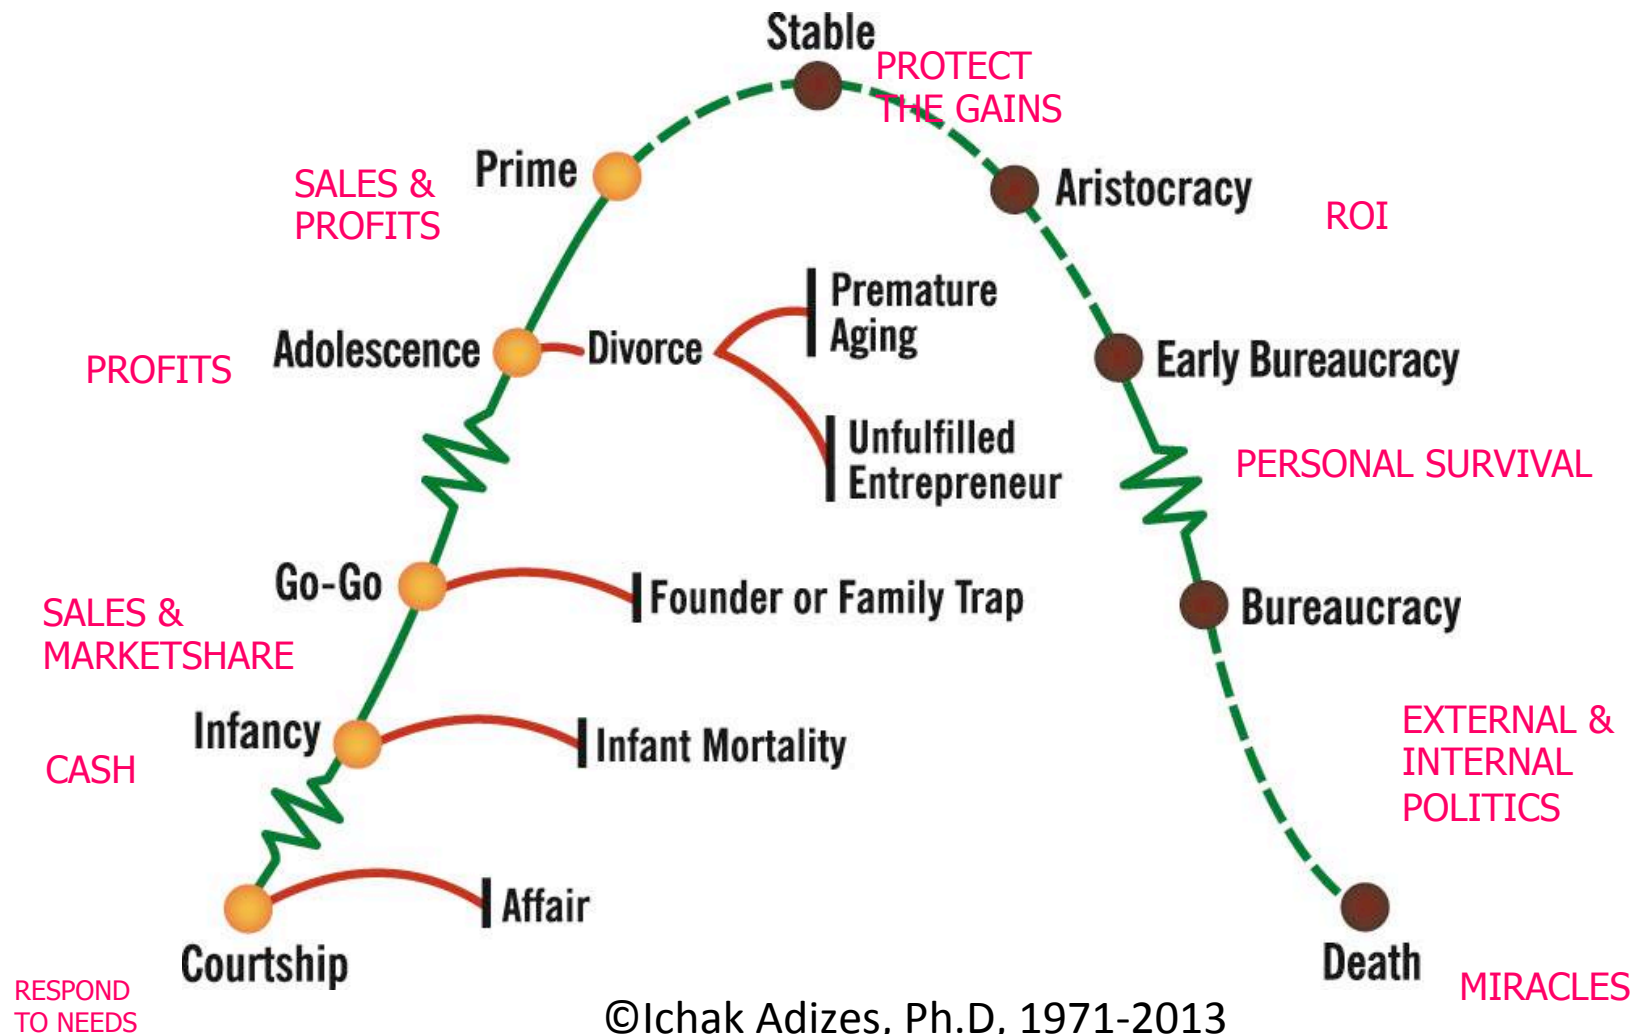 Stable
PROTECT
THE GAINS
Prime
SALES &
PROFITS
Aristocracy
ROI
Premature
Aging
Adolescence
Divorce
PROFITS
Early Bureaucracy
Unfulfilled
Entrepreneur
PERSONAL SURVIVAL
Go-Go
Founder or Family Trap
Bureaucracy
SALES &
MARKETSHARE
Infancy
Infant Mortality
CASH
EXTERNAL &
INTERNAL
POLITICS
Affair
Courtship
Death
RESPOND
TO NEEDS
MIRACLES
©Ichak Adizes, Ph.D, 1971-2013